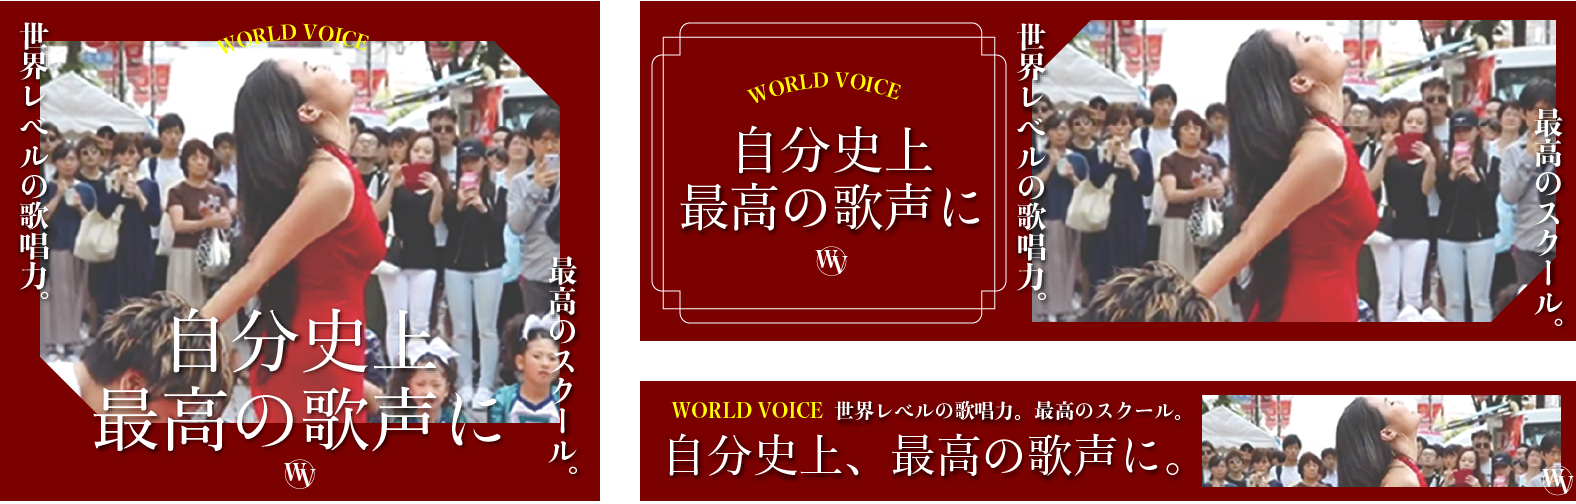 世界レベルの歌唱力。
WORLD VOICE
最高のスクール。
自分史上
最高の歌声に
WV
WORLD VOICE
自分史上
最高の歌声に
WV
世界レベルの歌唱力。
最高のスクール。
WORLD VOICE 世界レベルの歌唱力。最高のスクール。
自分史上、最高の歌声に。
WV